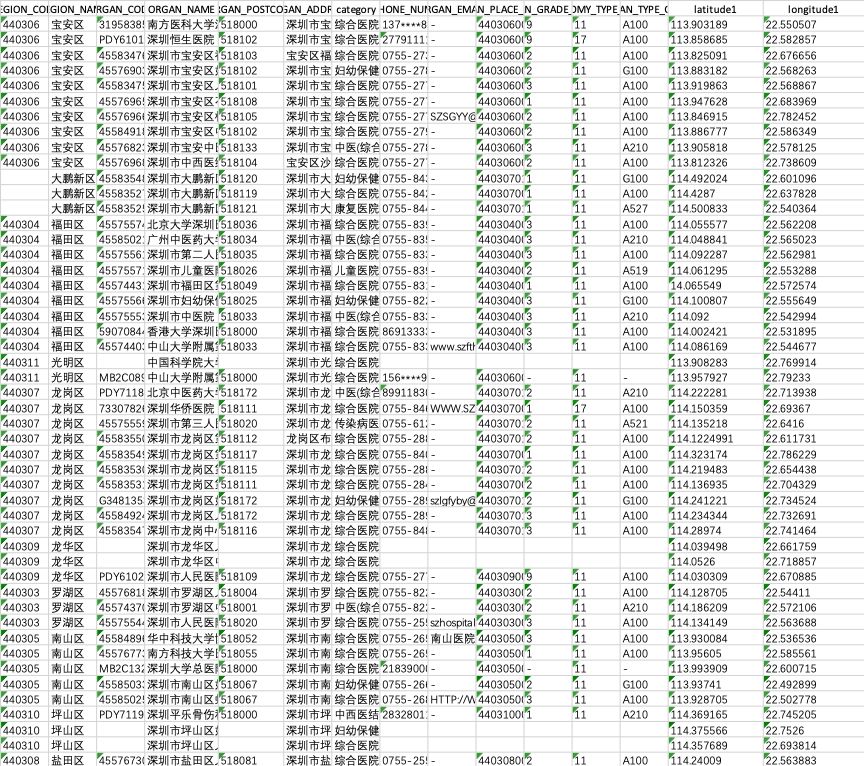 ORGAN_NAME category latitude1 longitude1
440306 宝安区 3195838 南方医科大学 518000 深圳市宝 综合医院 137****8 4403060 9 11 A100 113.903189 22.550507
440306 宝安区 PDY6101 深圳恒生医院 518102 深圳市宝 综合医院 2779111 - 4403060 9 17 A100 113.858685 22.582857
440306 宝安区 4558347 深圳市宝安区 518103 宝安区福 综合医院 0755-27 - 4403060 2 11 A100 113.825091 22.676656
440306 宝安区 4557690 深圳市宝安区 518102 深圳市宝 妇幼保健 0755-27 - 4403060 2 11 G100 113.883182 22.568263
440306 宝安区 4558347 深圳市宝安区 518101 深圳市宝 综合医院 0755-27 - 4403060 3 11 A100 113.919863 22.568867
440306 宝安区 4557696 深圳市宝安区 518108 深圳市宝 综合医院 0755-27 - 4403060 1 11 A100 113.947628 22.683969
440306 宝安区 4557696 深圳市宝安区 518105 深圳市宝 综合医院 0755-27 SZSGYY@ 4403060 2 11 A100 113.846915 22.782452
440306 宝安区 4558491 深圳市宝安区 518102 深圳市宝 综合医院 0755-27 - 4403060 1 11 A100 113.886777 22.586349
440306 宝安区 4557682 深圳市宝安中 518133 深圳市宝 中医(综合 0755-27 - 4403060 3 11 A210 113.905818 22.578125
440306 宝安区 4557696 深圳市中西医 518104 宝安区沙 综合医院 0755-27 - 4403060 2 11 A100 113.812326 22.738609
大鹏新区 4558354 深圳市大鹏新 518120 深圳市大 妇幼保健 0755-84 - 4403070 1 11 G100 114.492024 22.601096
大鹏新区 4558352 深圳市大鹏新 518119 深圳市大 综合医院 0755-84 - 4403070 1 11 A100 114.4287 22.637828
大鹏新区 4558352 深圳市大鹏新 518121 深圳市大 康复医院 0755-84 - 4403070 1 11 A527 114.500833 22.540364
440304 福田区 4557557 北京大学深圳 518036 深圳市福 综合医院 0755-83 - 4403040 3 11 A100 114.055577 22.562208
440304 福田区 4558502 广州中医药大 518034 深圳市福 中医(综合 0755-83 - 4403040 3 11 A210 114.048841 22.565023
440304 福田区 4557556 深圳市第二人 518035 深圳市福 综合医院 0755-83 - 4403040 3 11 A100 114.092287 22.562981
440304 福田区 4557557 深圳市儿童医 518026 深圳市福 儿童医院 0755-83 - 4403040 3 11 A519 114.061295 22.553288
440304 福田区 4557443 深圳市福田区 518049 深圳市福 综合医院 0755-83 - 4403040 1 11 A100 14.065549 22.572574
440304 福田区 4557556 深圳市妇幼保 518025 深圳市福 妇幼保健 0755-82 - 4403040 3 11 G100 114.100807 22.555649
440304 福田区 4557555 深圳市中医院 518033 深圳市福 中医(综合 0755-83 - 4403040 3 11 A210 114.092 22.542994
440304 福田区 5907084 香港大学深圳 518000 深圳市福 综合医院 8691333 - 4403040 3 11 A100 114.002421 22.531895
440304 福田区 4557440 中山大学附属 518033 深圳市福 综合医院 0755-83 www.szfth 4403040 3 11 A100 114.086169 22.544677
440311 光明区 中国科学院大 深圳市光 综合医院 113.908283 22.769914
440311 光明区 MB2C089 中山大学附属 518000 深圳市光 综合医院 156****9 - 4403060 - 11 - 113.957927 22.79233
440307 龙岗区 PDY7118 北京中医药大 518172 深圳市龙 中医(综合 8991183 - 4403070 2 11 A210 114.222281 22.713938
440307 龙岗区 7330782 深圳华侨医院 518111 深圳市龙 综合医院 0755-84 WWW.SZ 4403070 1 17 A100 114.150359 22.69367
440307 龙岗区 4557555 深圳市第三人 518020 深圳市龙 传染病医 0755-61 - 4403070 2 11 A521 114.135218 22.6416
440307 龙岗区 4558355 深圳市龙岗区 518112 龙岗区布 综合医院 0755-28 - 4403070 2 11 A100 114.1224991 22.611731
440307 龙岗区 4558353 深圳市龙岗区 518117 深圳市龙 综合医院 0755-84 - 4403070 1 11 A100 114.323174 22.786229
440307 龙岗区 4558353 深圳市龙岗区 518115 深圳市龙 综合医院 0755-28 - 4403070 2 11 A100 114.219483 22.654438
440307 龙岗区 4558353 深圳市龙岗区 518111 深圳市龙 综合医院 0755-28 - 4403070 2 11 A100 114.136935 22.704329
440307 龙岗区 G348135 深圳市龙岗区 518172 深圳市龙 妇幼保健 0755-28 szlgfyby@ 4403070 2 11 G100 114.241221 22.734524
440307 龙岗区 4558492 深圳市龙岗区 518172 深圳市龙 综合医院 0755-28 - 4403070 3 11 A100 114.234344 22.732691
440307 龙岗区 4558354 深圳市龙岗中 518116 深圳市龙 综合医院 0755-84 - 4403070 3 11 A100 114.28974 22.741464
440309 龙华区 深圳市龙华区 深圳市龙 综合医院 114.039498 22.661759
440309 龙华区 深圳市龙华区 深圳市龙 综合医院 114.0526 22.718857
440309 龙华区 PDY6102 深圳市人民医 518109 深圳市龙 综合医院 0755-27 - 4403090 9 11 A100 114.030309 22.670885
440303 罗湖区 4557681 深圳市罗湖区 518004 深圳市罗 综合医院 0755-82 - 4403030 2 11 A100 114.128705 22.54411
440303 罗湖区 4557437 深圳市罗湖区 518001 深圳市罗 中医(综合 0755-82 - 4403030 2 11 A210 114.186209 22.572106
440303 罗湖区 4557554 深圳市人民医 518020 深圳市罗 综合医院 0755-25 szhospital 4403030 3 11 A100 114.134149 22.563688
440305 南山区 4558489 华中科技大学 518052 深圳市南 综合医院 0755-26 南山医院 4403050 3 11 A100 113.930084 22.536536
440305 南山区 4557677 南方科技大学 518055 深圳市南 综合医院 0755-26 - 4403050 1 11 A100 113.95605 22.585561
440305 南山区 MB2C132 深圳大学总医 518000 深圳市南 综合医院 2183900 - 4403050 - 11 - 113.993909 22.600715
440305 南山区 4558503 深圳市南山区 518067 深圳市南 妇幼保健 0755-26 - 4403050 2 11 G100 113.93741 22.492899
440305 南山区 4558502 深圳市南山区 518067 深圳市南 综合医院 0755-26 HTTP://W 4403050 3 11 A100 113.928705 22.502778
440310 坪山区 PDY7119 深圳平乐骨伤 518000 深圳市坪 中西医结 2832801 - 4403100 1 11 A210 114.369165 22.745205
440310 坪山区 深圳市坪山区 深圳市坪 妇幼保健 114.375566 22.7526
440310 坪山区 深圳市坪山区 深圳市坪 综合医院 114.357689 22.693814
440308 盐田区 4557673 深圳市盐田区 518081 深圳市盐 综合医院 0755-25 - 4403080 2 11 A100 114.24009 22.563883